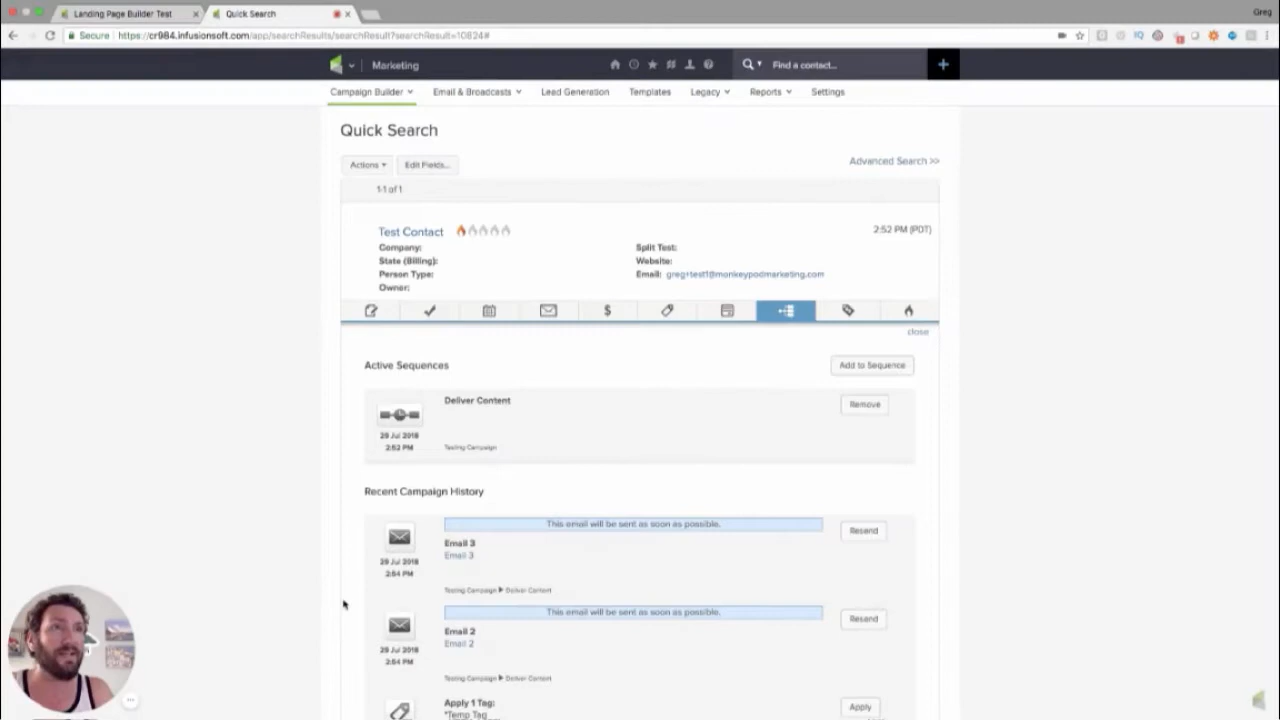 Landing Page Builder Test
Quick Search
Greg
Secure
https://cr984.infusionsoft.com/app/searchResults/searchResult?searchResult=10824#
Marketing
Find a contact...
Campaign Builder
Email & Broadcasts
Lead Generation
Templates
Legacy
Reports
Settings
Quick Search
Actions
Edit Fields...
Advanced Search >>
1-1 of 1
Test Contact
2:52 PM (PDT)
Company:
Split Test:
State (Billing):
Website:
Person Type:
Email: greg+test1@monkeypodmarketing.com
Owner:
close
Active Sequences
Add to Sequence
Deliver Content
Remove
29 Jul 2018
2:52 PM
Testing Campaign
Recent Campaign History
This email will be sent as soon as possible.
Resend
Email 3
Email 3
29 Jul 2018
2:54 PM
Testing Campaign ▶ Deliver Content
This email will be sent as soon as possible.
Resend
Email 2
Email 2
29 Jul 2018
2:54 PM
Testing Campaign ▶ Deliver Content
Apply 1 Tag:
Apply
*Temp Tag